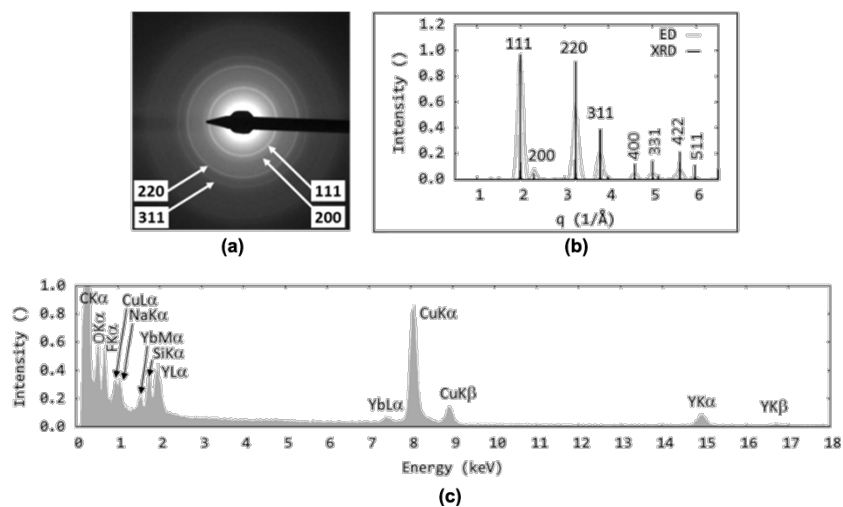 220
311
111
200
(a)
1.2
1.0
0.8
0.6
0.4
0.2
0.0
Intensity ()
111
200
220
311
400
331
422
511
ED
XRD
1 2 3 4 5 6
q (1/Å)
(b)
1.0
0.8
0.6
0.4
0.2
0.0
Intensity ()
CKα
OKα
FKα
CuLα
NaKα
YbMα
SiKα
YLα
YbLα
CuKα
CuKβ
YKα
YKβ
0 1 2 3 4 5 6 7 8 9 10 11 12 13 14 15 16 17 18
Energy (keV)
(c)